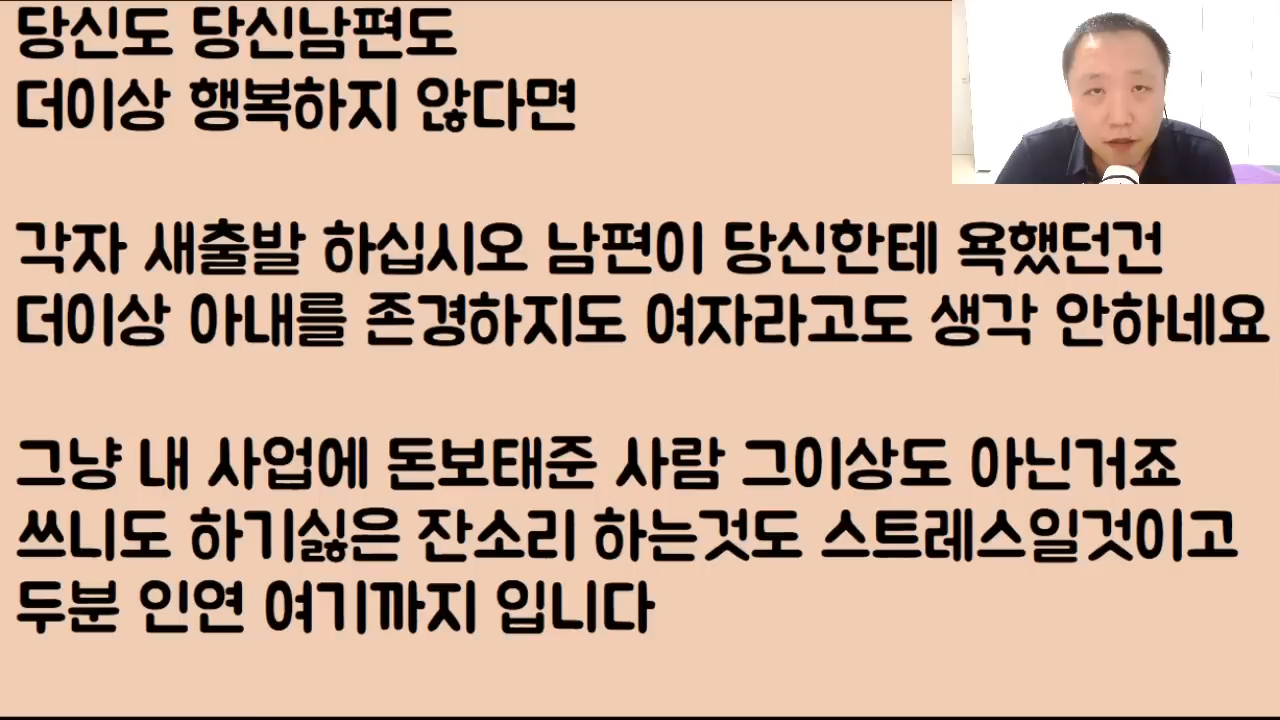 당신도 당신남편도
더이상 행복하지 않다면
각자 새출발 하십시오 남편이 당신한테 욕했던건
더이상 아내를 존경하지도 여자라고도 생각 안하네요
그냥 내 사업에 돈보태준 사람 그이상도 아닌거죠
쓰니도 하기싫은 잔소리 하는것도 스트레스일것이고
두분 인연 여기까지 입니다